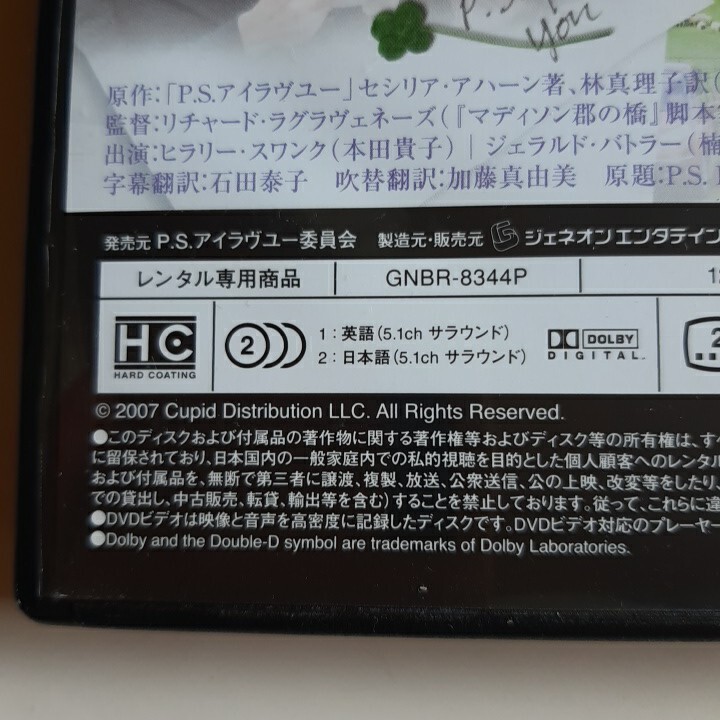 P.S.
you
原作:「P.S.アイラヴユー」セシリア・アハーン著、林真理子訳(
監督:リチャード・ラグラヴェネーズ(『マディソン郡の橋』脚本
出演:ヒラリー・スワンク(本田貴子)|ジェラルド・バトラー(楠
字幕翻訳:石田泰子 吹替翻訳:加藤真由美 原題:P.S. I
発売元 P.S.アイラヴユー委員会 製造元・販売元 ジェネオン エンタテイン
レンタル専用商品 GNBR-8344P 1
HC HARD COATING 2 1:英語(5.1ch サラウンド) DOLBY DIGITAL 2
2:日本語(5.1ch サラウンド)
© 2007 Cupid Distribution LLC. All Rights Reserved.
●このディスクおよび付属品の著作物に関する著作権等およびディスク等の所有権は、すべ
に留保されており、日本国内の一般家庭内での私的視聴を目的とした個人顧客へのレンタル
および付属品を、無断で第三者に譲渡、複製、放送、公衆送信、公の上映、改変等をしたり、
での貸出し、中古販売、転貸、輸出等を含む)することを禁止しております。従って、これらに違
●DVDビデオは映像と音声を高密度に記録したディスクです。DVDビデオ対応のプレーヤー
●Dolby and the Double-D symbol are trademarks of Dolby Laboratories.